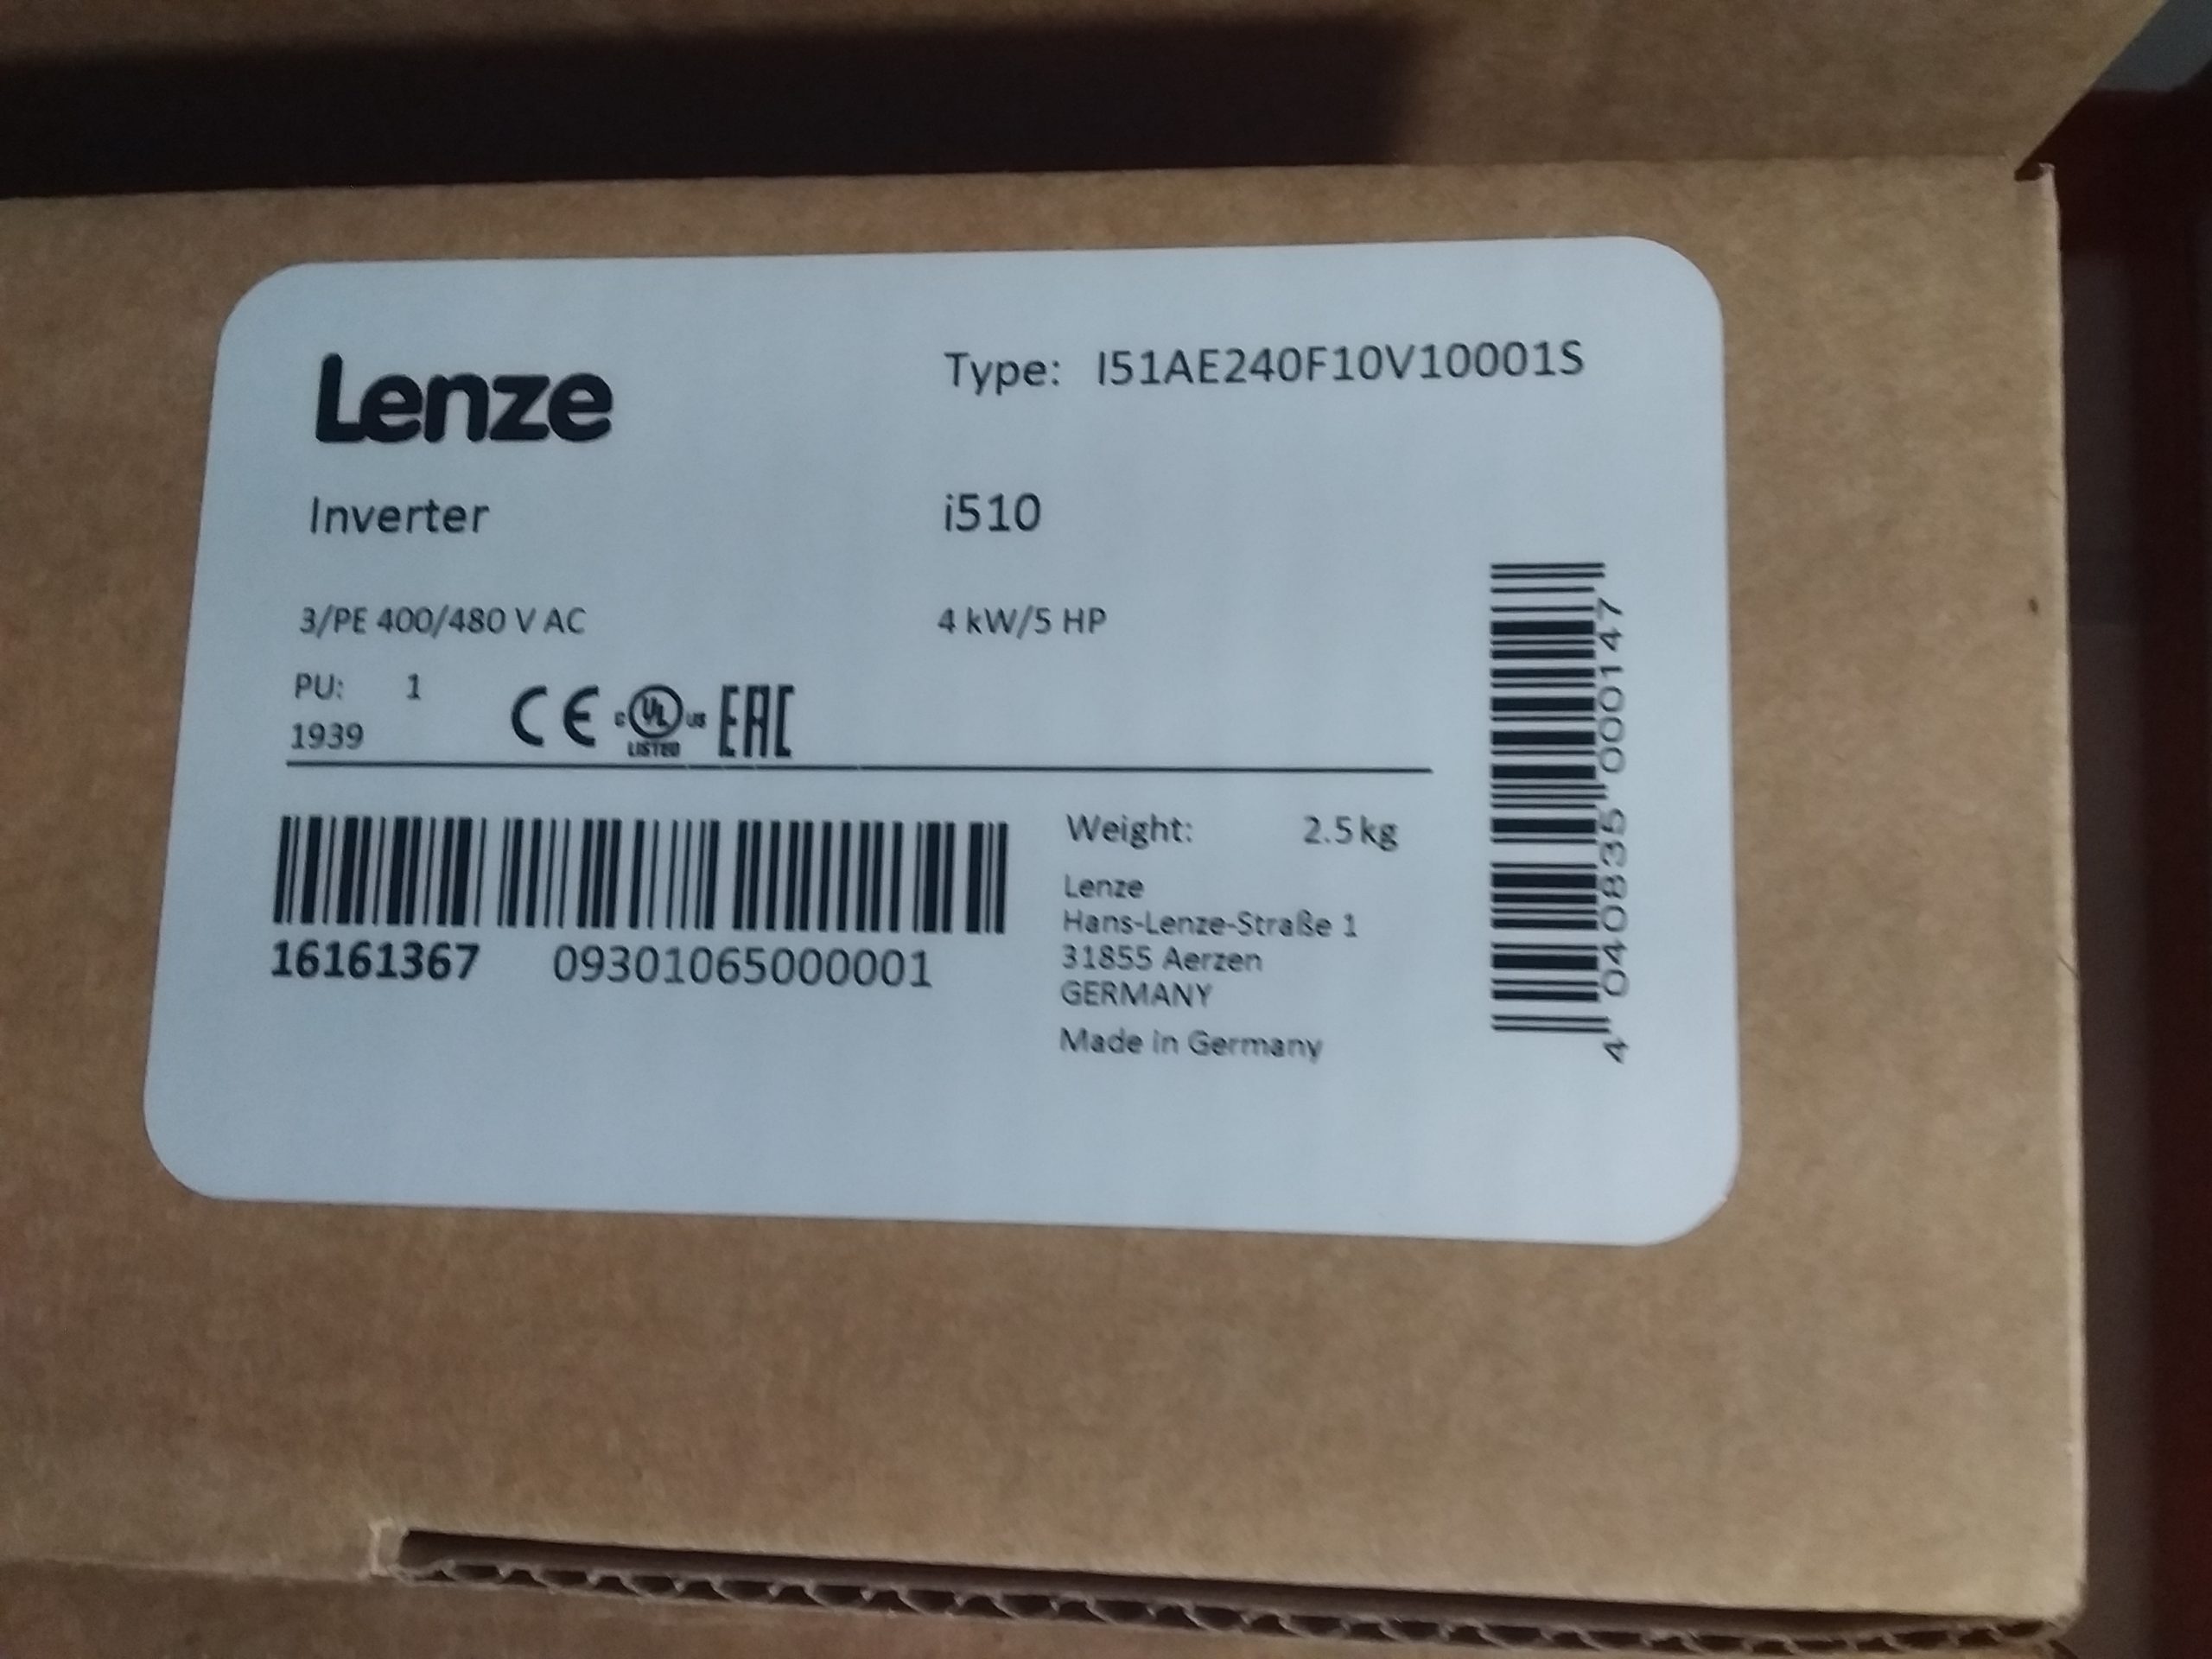 Lenze
Type: I51AE240F10V10001S
Inverter
i510
3/PE 400/480 V AC
4 kW/5 HP
PU: 1
1939
CE
C UL US
LISTED
EAC
16161367 09301065000001
Weight: 2.5 kg
Lenze
Hans-Lenze-Straße 1
31855 Aerzen
GERMANY
Made in Germany
4 040835 000147